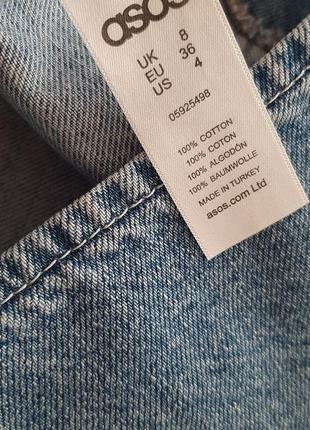 asos
UK 8
EU 36
US 4
05925498
100% COTTON
100% COTON
100% ALGODÓN
100% BAUMWOLLE
MADE IN TURKEY
asos.com Ltd